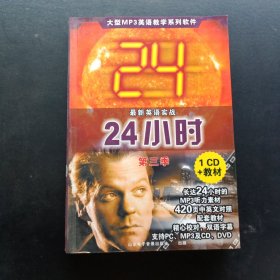 大型MP3英语教学系列软件
24
最新英语实战
24小时
第三季
1 CD
+教材
长达24小时的
MP3听力素材
420页中英文对照
配套教材
精心校对、双语字幕
支持PC、MP3及CD、DVD